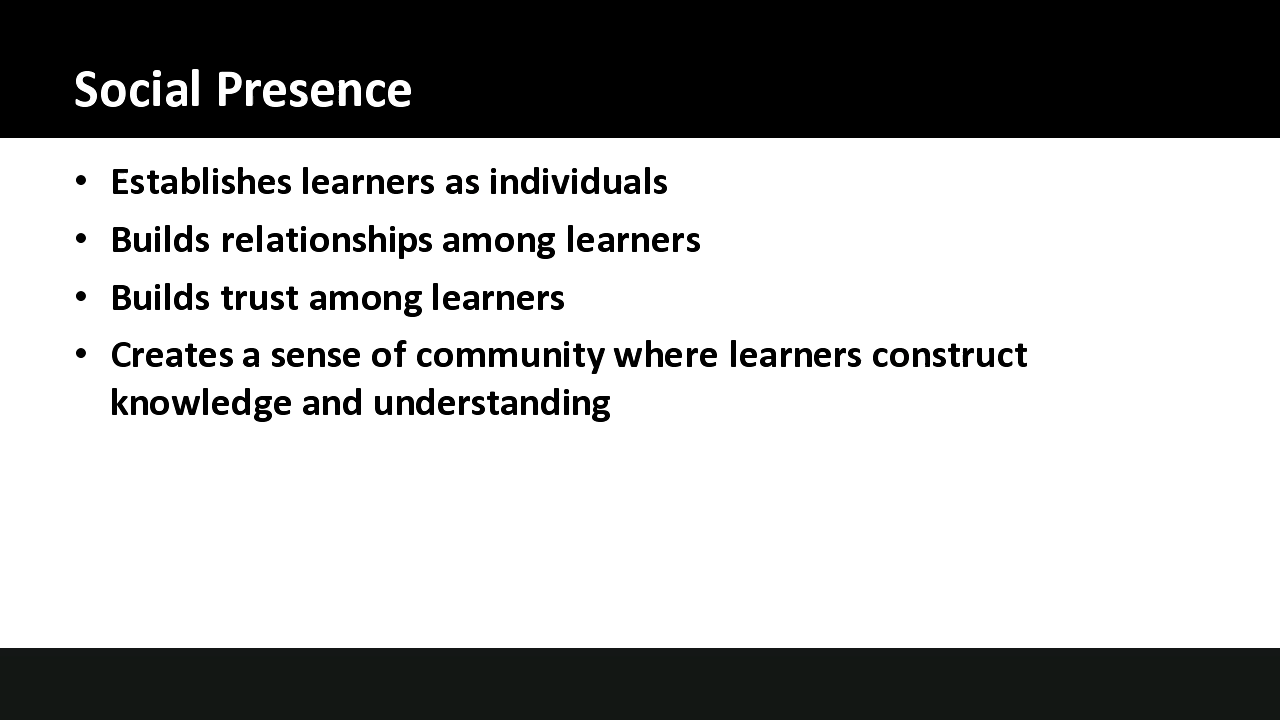 Social Presence
• Establishes learners as individuals
• Builds relationships among learners
• Builds trust among learners
• Creates a sense of community where learners construct
knowledge and understanding